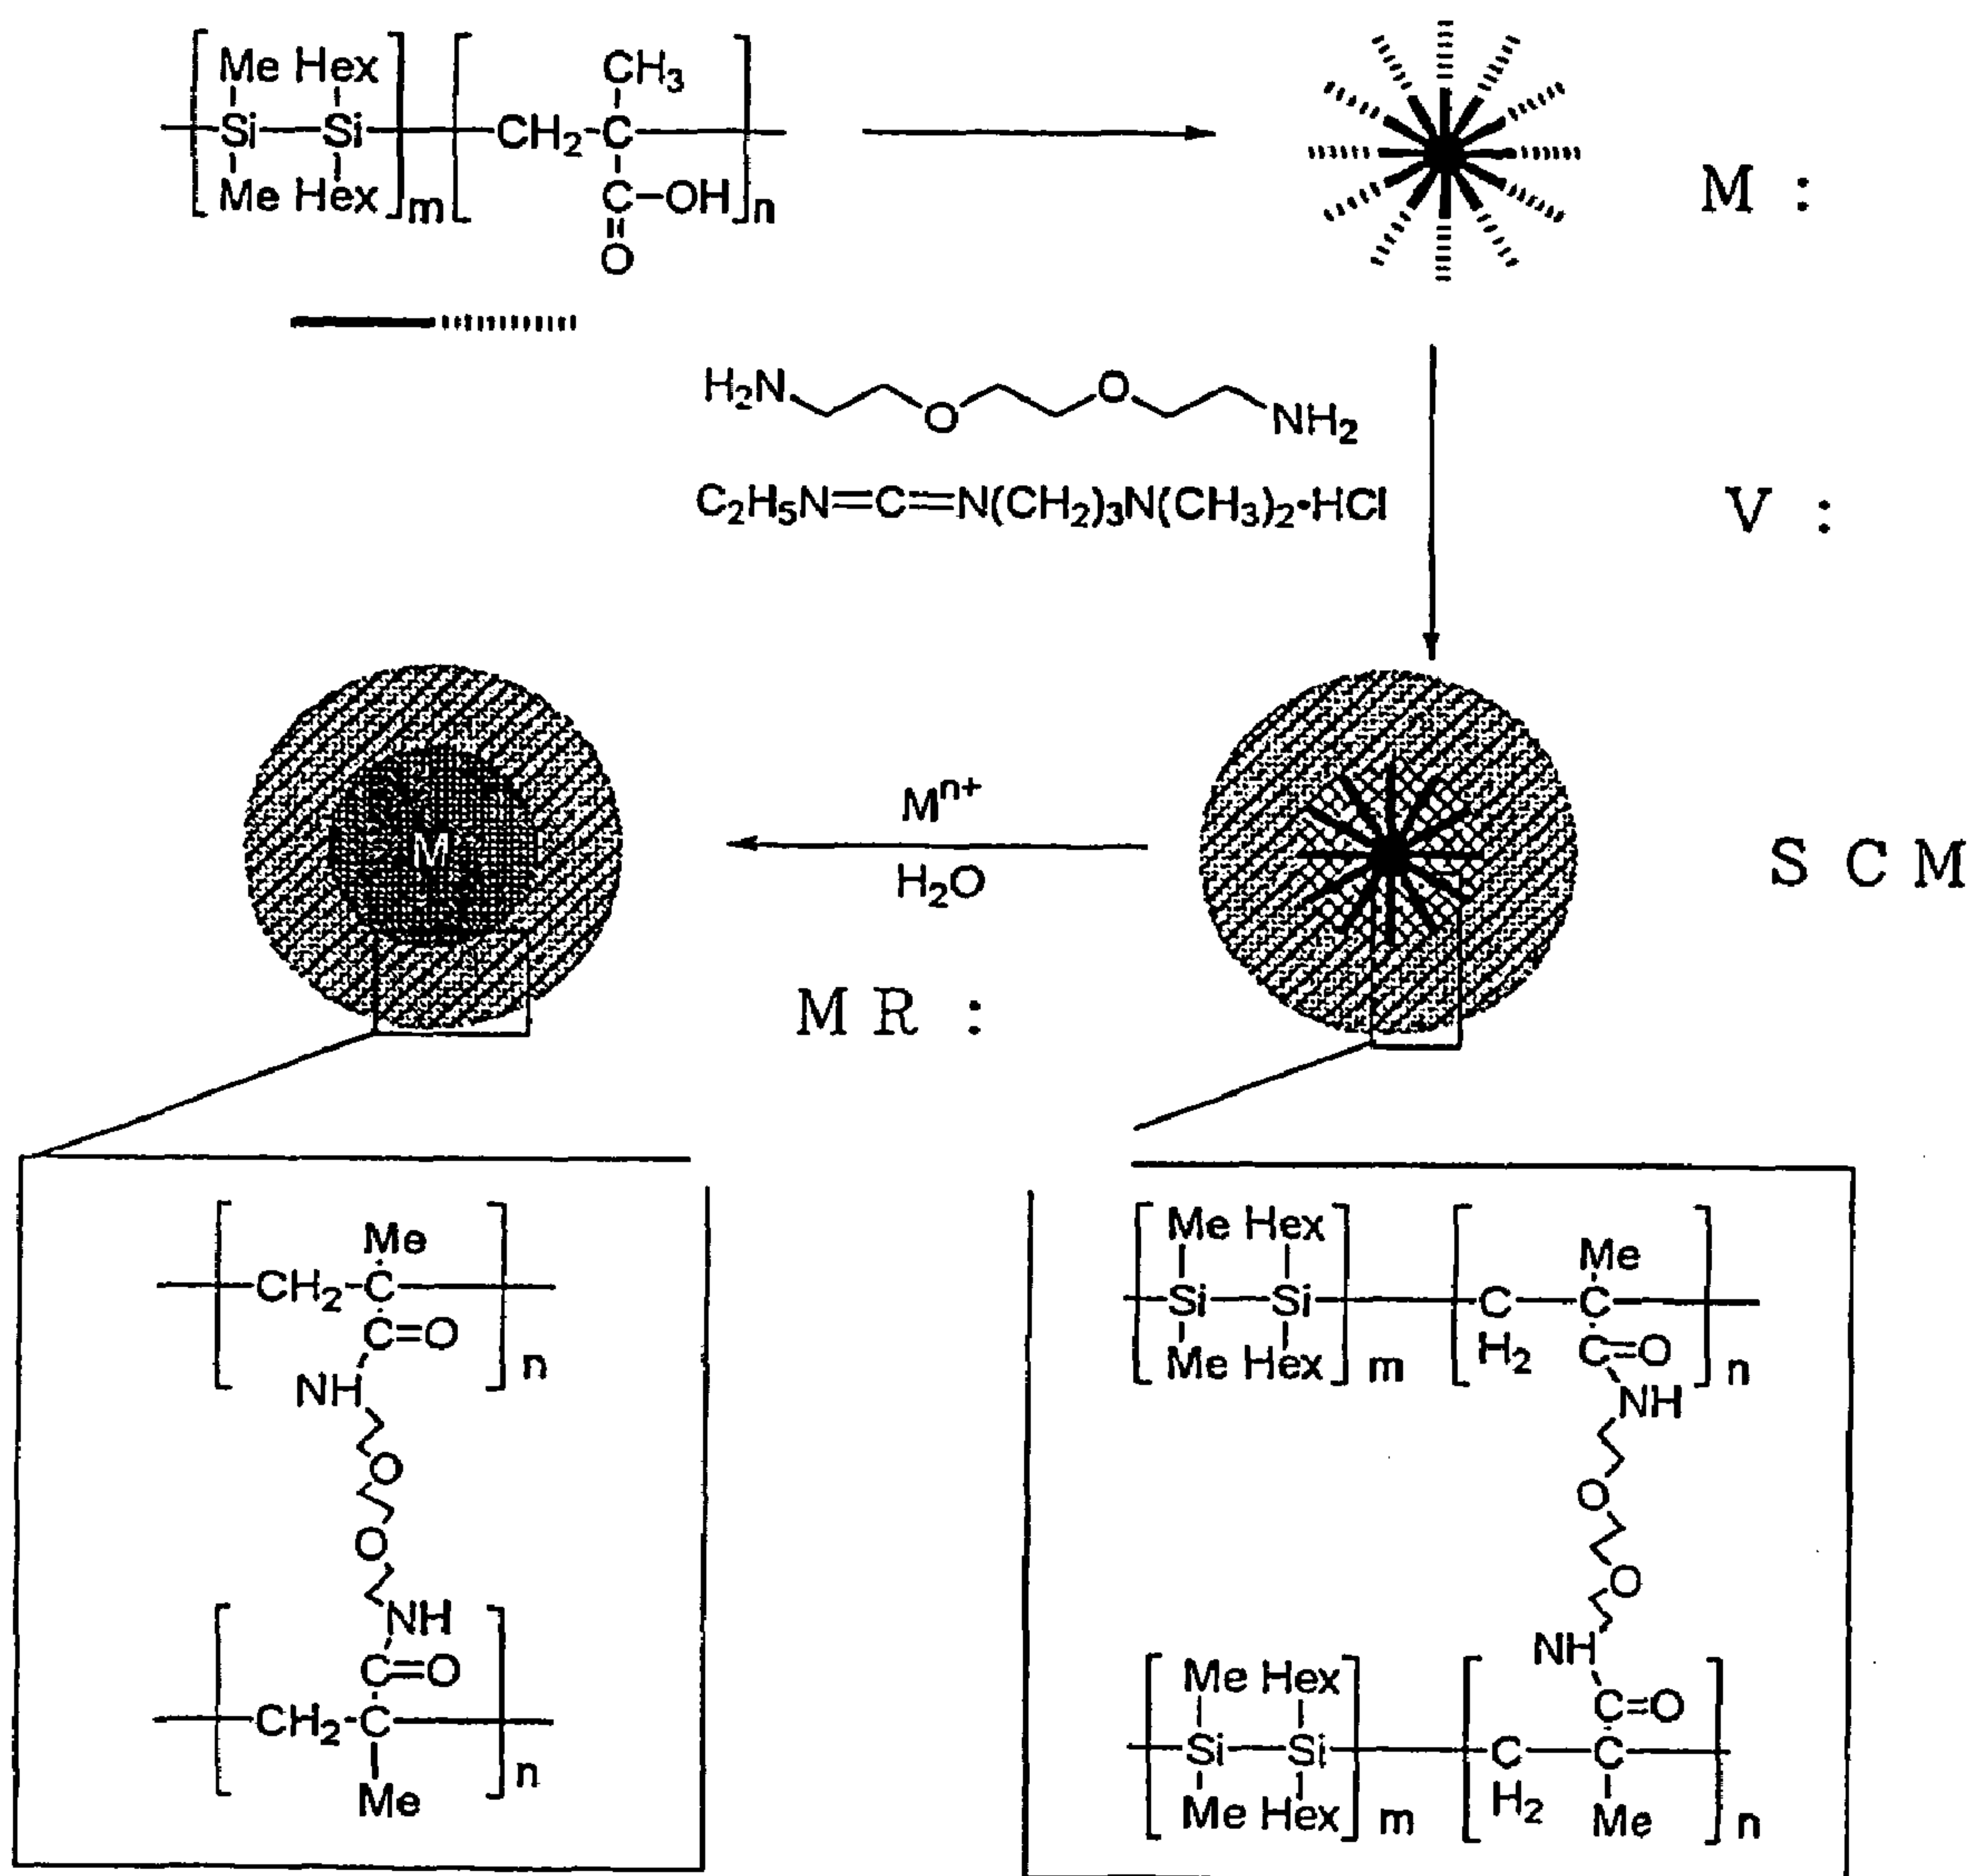 Me Hex
CH3
Si—Si
CH2-C
M :
Me Hex
m
C-OH
n
O
H2N
O
O
NH2
C2H5N=C=N(CH2)3N(CH3)2•HCl
V :
M
Mn+
H2O
S C M
M R :
Me
CH2-C
C=O
n
NH
O
O
NH
C=O
CH2-C
n
Me
Me Hex
Me
Si—Si
C—C
Me Hex
m
H2
C=O
n
NH
O
O
NH
Me Hex
C=O
Si—Si
C—C
Me Hex
m
H2
Me
n